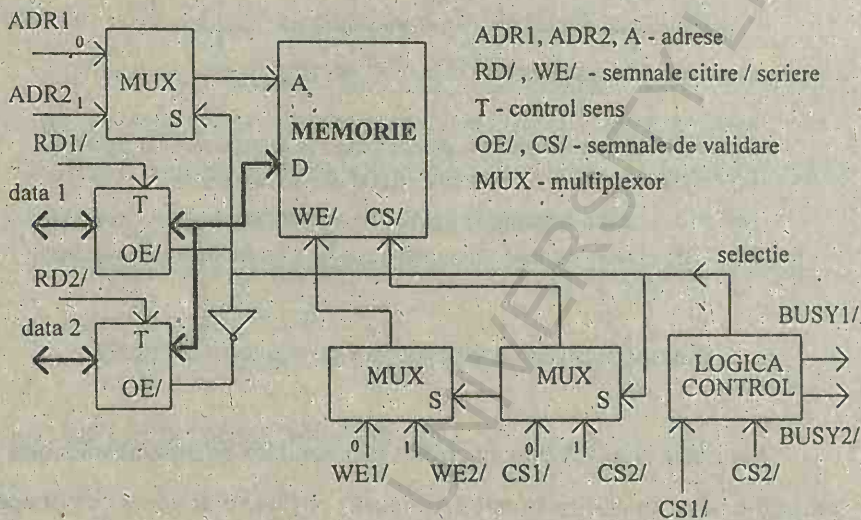 ADR1
0
MUX
ADR2 1
S
A
MEMORIE
D
WE/ CS/
RD1/
data 1
T
OE/
RD2/
data 2
T
OE/
ADR1, ADR2, A - adrese
RD/ , WE/ - semnale citire / scriere
T - control sens
OE/ , CS/ - semnale de validare
MUX - multiplexor
selectie
BUSY1/
LOGICA
CONTROL
BUSY2/
MUX
S
MUX
S
0 1
WE1/ WE2/
0 1
CS1/ CS2/
CS1/
CS2/
UNIVERSITY